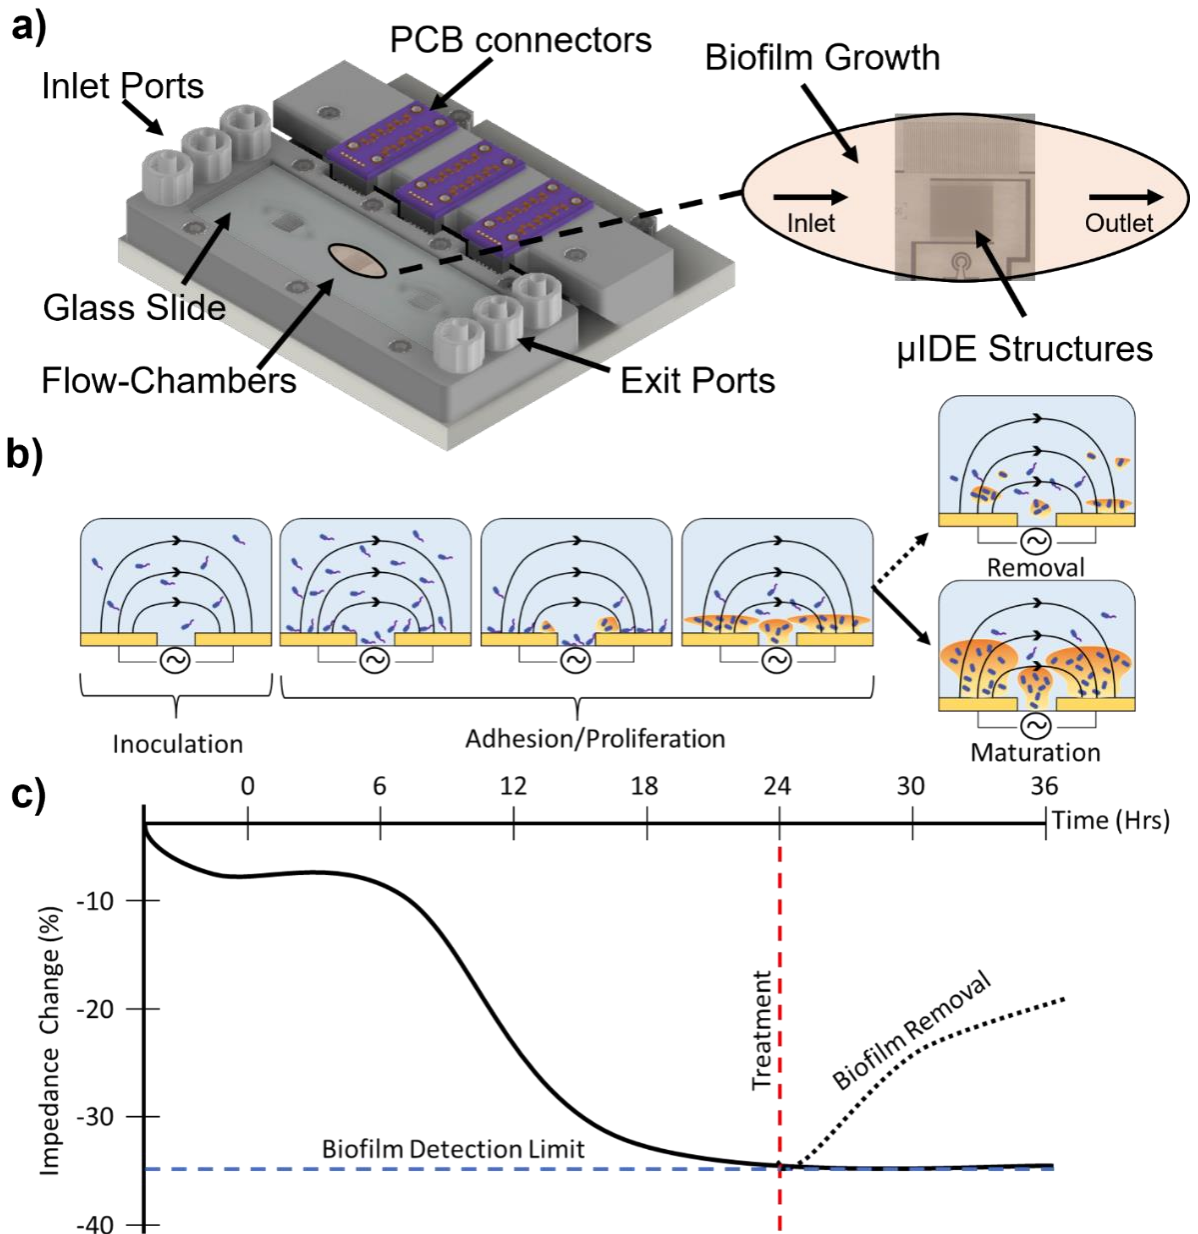 a)
PCB connectors
Inlet Ports
Biofilm Growth
Inlet
Outlet
Glass Slide
Flow-Chambers
Exit Ports
µIDE Structures
b)
Removal
Inoculation
Adhesion/Proliferation
Maturation
c)
0 6 12 18 24 30 36
Time (Hrs)
Impedance Change (%)
-10
-20
-30
-40
Treatment
Biofilm Removal
Biofilm Detection Limit